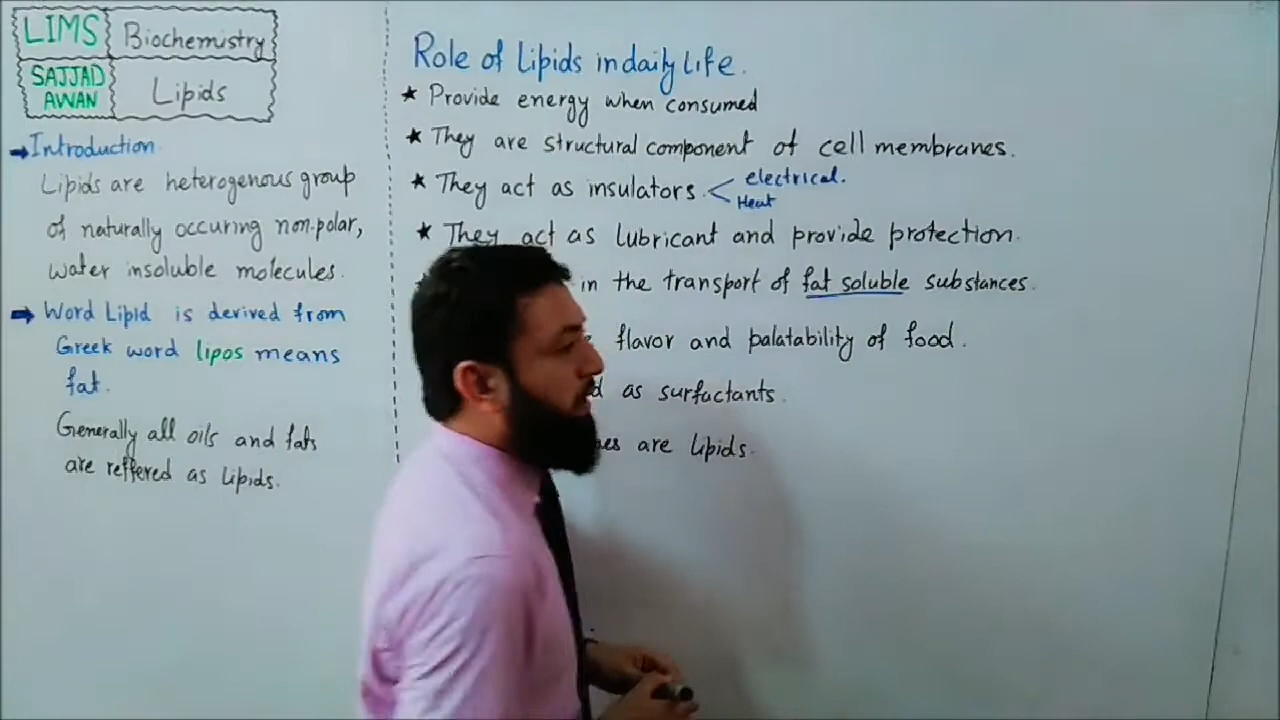 LIMS
Biochemistry
SAJJAD
AWAN
Lipids
Introduction
Lipids are heterogenous group
of naturally occuring non-polar,
water insoluble molecules.
Word Lipid is derived from
Greek word lipos means
fat.
Generally all oils and fats
are reffered as lipids.
Role of Lipids in daily life.
Provide energy when consumed
They are structural component of cell membranes.
They act as insulators. electrical.
Heat
They act as lubricant and provide protection.
in the transport of fat soluble substances.
flavor and palatability of food.
as surfactants.
are lipids.